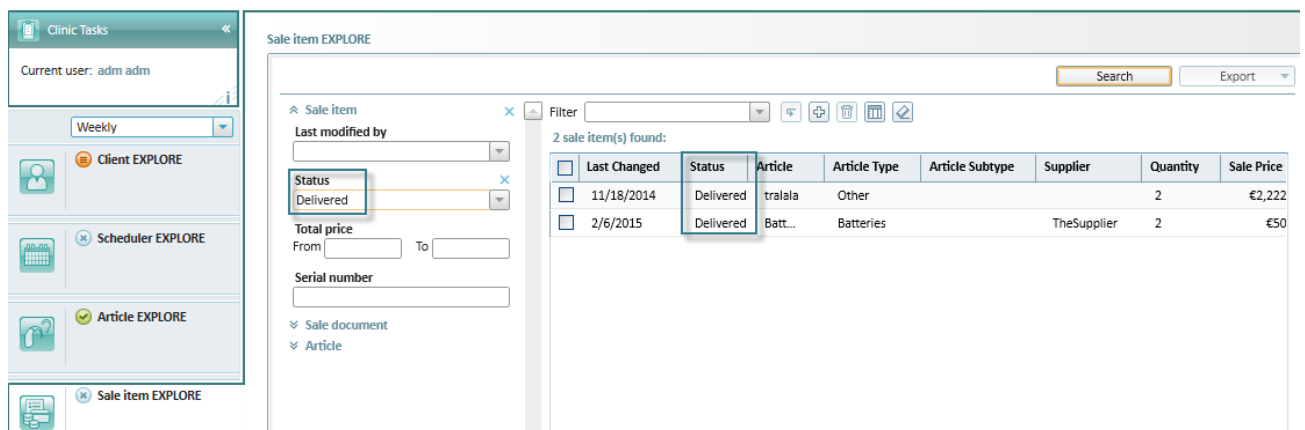 Clinic Tasks «
Current user: adm adm
Weekly
Client EXPLORE
Scheduler EXPLORE
Article EXPLORE
Sale item EXPLORE
Sale item EXPLORE
Search Export
Sale item
Last modified by
Status
Delivered
Total price
From To
Serial number
Sale document
Article
Filter
2 sale item(s) found:
Last Changed Status Article Article Type Article Subtype Supplier Quantity Sale Price
11/18/2014 Delivered tralala Other 2 €2,222
2/6/2015 Delivered Batt... Batteries TheSupplier 2 €50